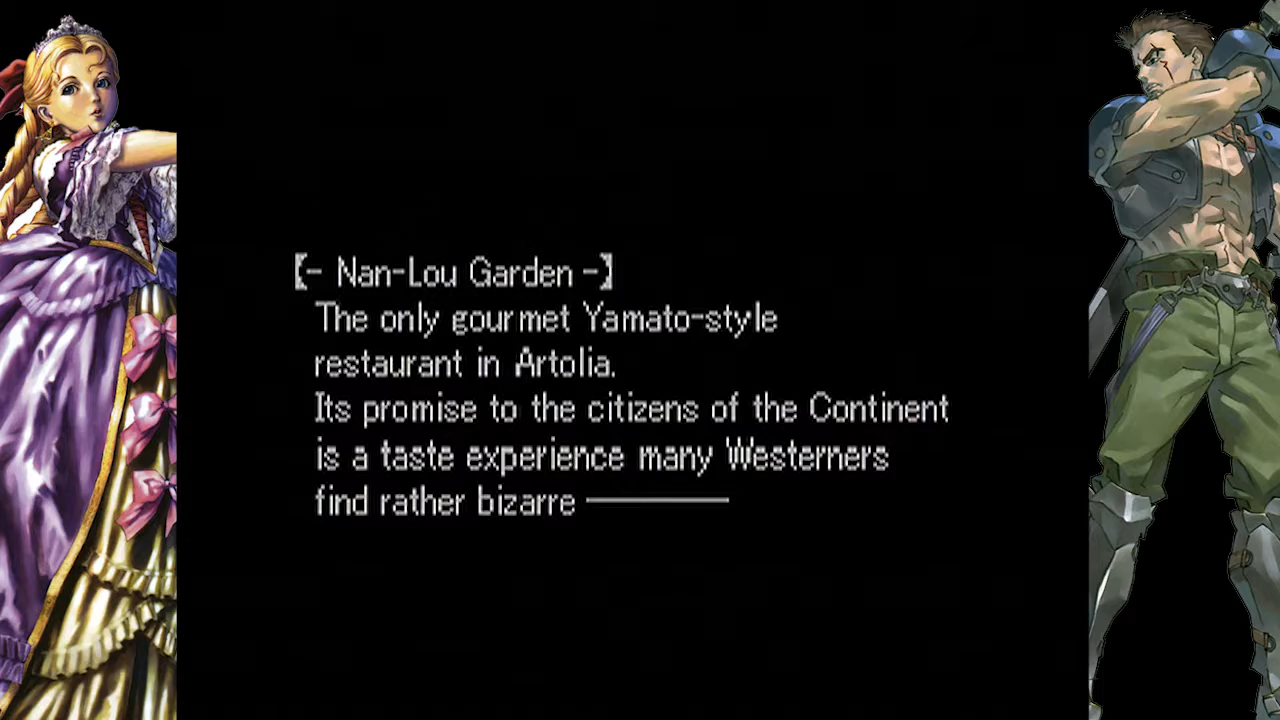 【- Nan-Lou Garden -】
The only gourmet Yamato-style
restaurant in Artolia.
Its promise to the citizens of the Continent
is a taste experience many Westerners
find rather bizarre ────